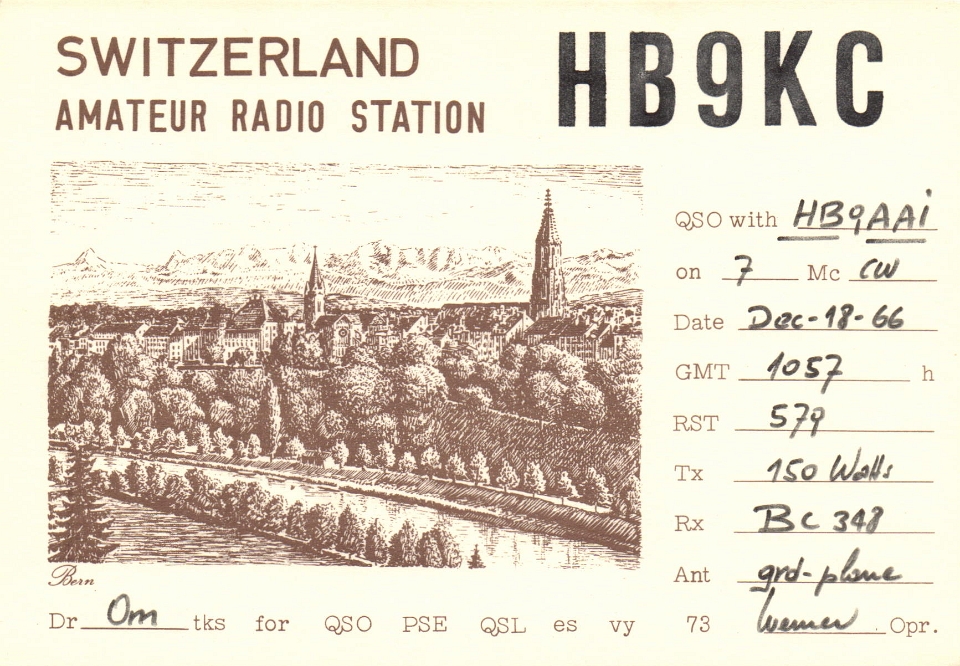 SWITZERLAND
AMATEUR RADIO STATION
HB9KC
QSO with HB9AAi
on 7 Mc CW
Date Dec-18-66
GMT 1057 h
RST 579
Tx 150 Watts
Rx BC 348
Ant grd-plane
Bern
Dr Om tks for QSO PSE QSL es vy 73 Werner Opr.